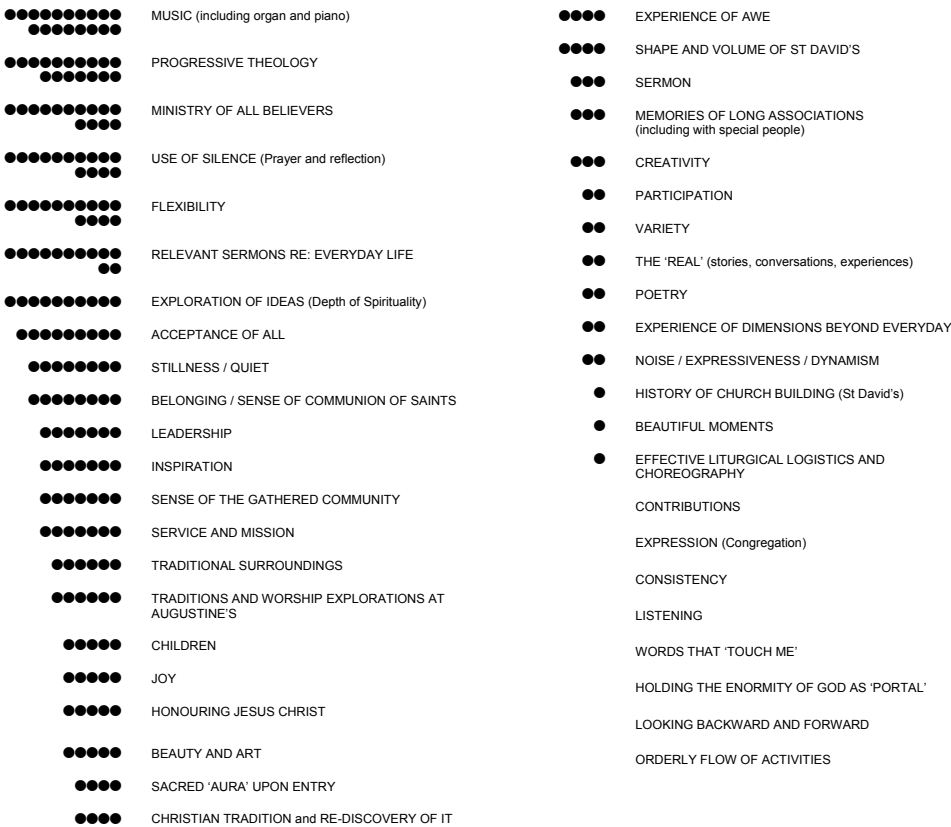 MUSIC (including organ and piano)
PROGRESSIVE THEOLOGY
MINISTRY OF ALL BELIEVERS
USE OF SILENCE (Prayer and reflection)
FLEXIBILITY
RELEVANT SERMONS RE: EVERYDAY LIFE
EXPLORATION OF IDEAS (Depth of Spirituality)
ACCEPTANCE OF ALL
STILLNESS / QUIET
BELONGING / SENSE OF COMMUNION OF SAINTS
LEADERSHIP
INSPIRATION
SENSE OF THE GATHERED COMMUNITY
SERVICE AND MISSION
TRADITIONAL SURROUNDINGS
TRADITIONS AND WORSHIP EXPLORATIONS AT
AUGUSTINE'S
CHILDREN
JOY
HONOURING JESUS CHRIST
BEAUTY AND ART
SACRED ‘AURA’ UPON ENTRY
CHRISTIAN TRADITION and RE-DISCOVERY OF IT
EXPERIENCE OF AWE
SHAPE AND VOLUME OF ST DAVID'S
SERMON
MEMORIES OF LONG ASSOCIATIONS
(including with special people)
CREATIVITY
PARTICIPATION
VARIETY
THE ‘REAL’ (stories, conversations, experiences)
POETRY
EXPERIENCE OF DIMENSIONS BEYOND EVERYDAY
NOISE / EXPRESSIVENESS / DYNAMISM
HISTORY OF CHURCH BUILDING (St David's)
BEAUTIFUL MOMENTS
EFFECTIVE LITURGICAL LOGISTICS AND
CHOREOGRAPHY
CONTRIBUTIONS
EXPRESSION (Congregation)
CONSISTENCY
LISTENING
WORDS THAT ‘TOUCH ME’
HOLDING THE ENORMITY OF GOD AS ‘PORTAL’
LOOKING BACKWARD AND FORWARD
ORDERLY FLOW OF ACTIVITIES